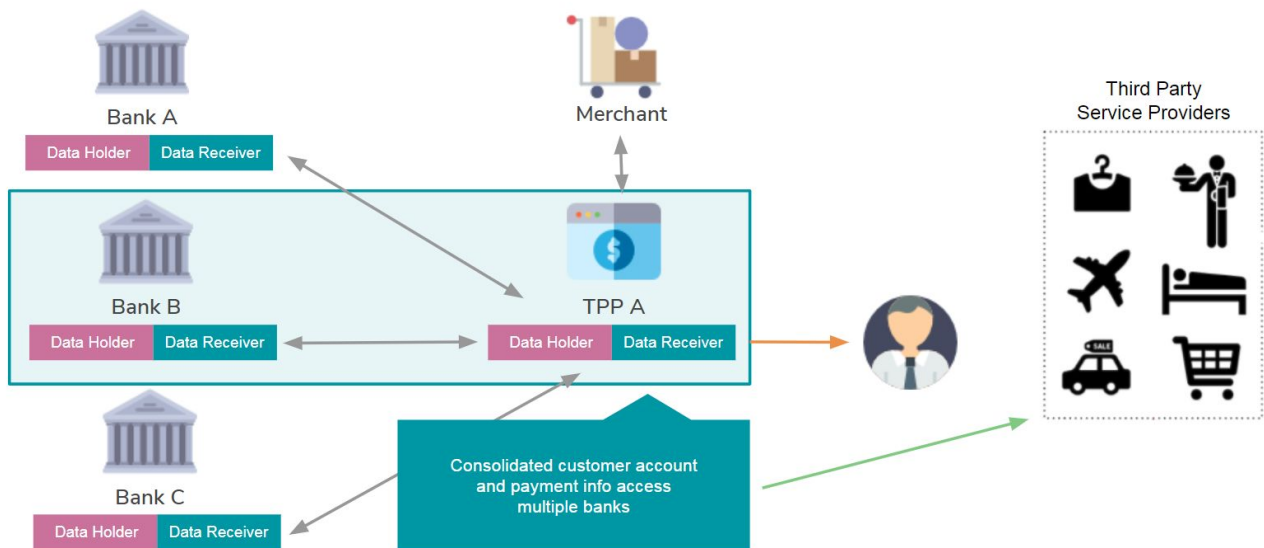 Bank A
Data Holder Data Receiver
Merchant
Third Party
Service Providers
Bank B
Data Holder Data Receiver
TPP A
Data Holder Data Receiver
SALE
Bank C
Data Holder Data Receiver
Consolidated customer account
and payment info access
multiple banks